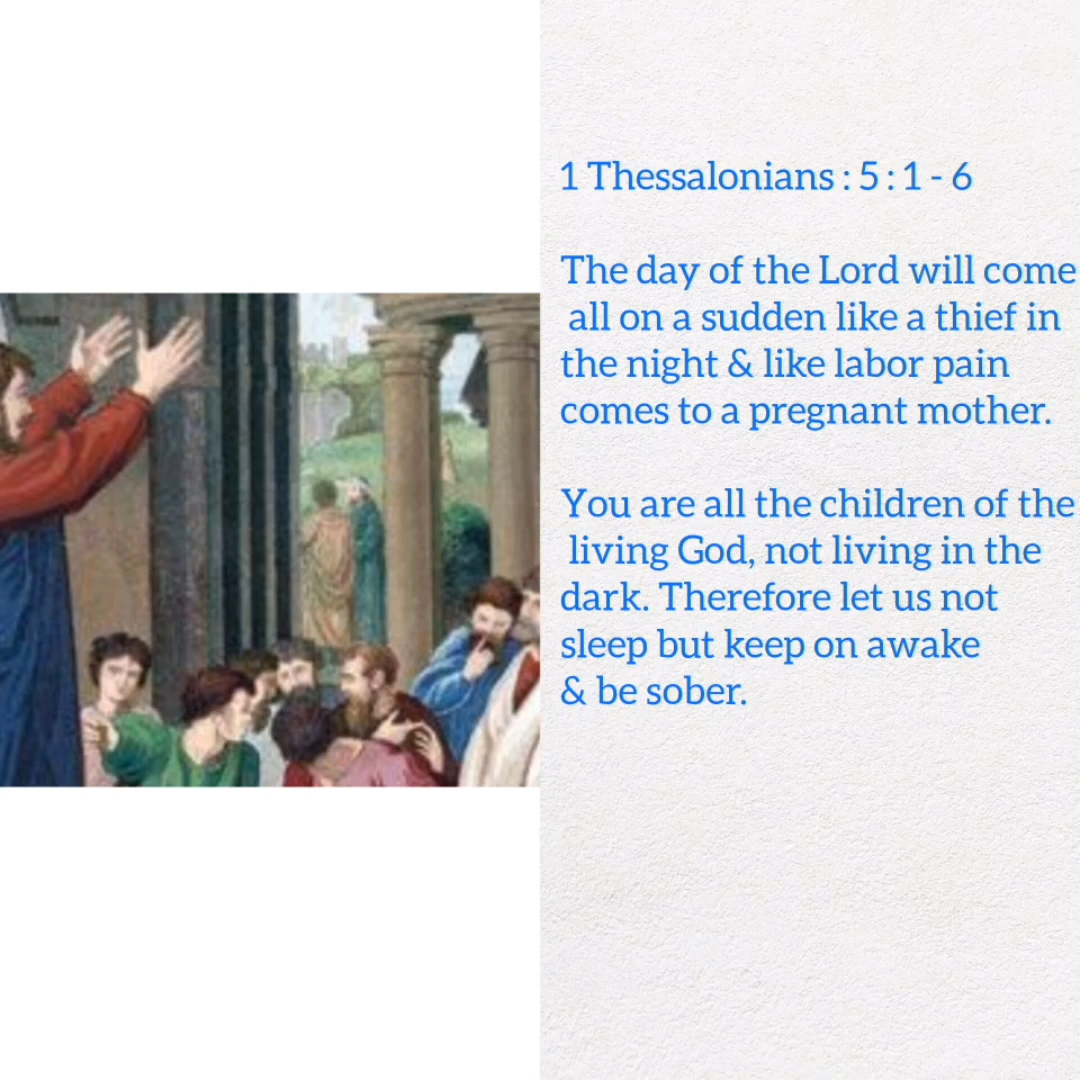 1 Thessalonians : 5 : 1 - 6
The day of the Lord will come
all on a sudden like a thief in
the night & like labor pain
comes to a pregnant mother.
You are all the children of the
living God, not living in the
dark. Therefore let us not
sleep but keep on awake
& be sober.